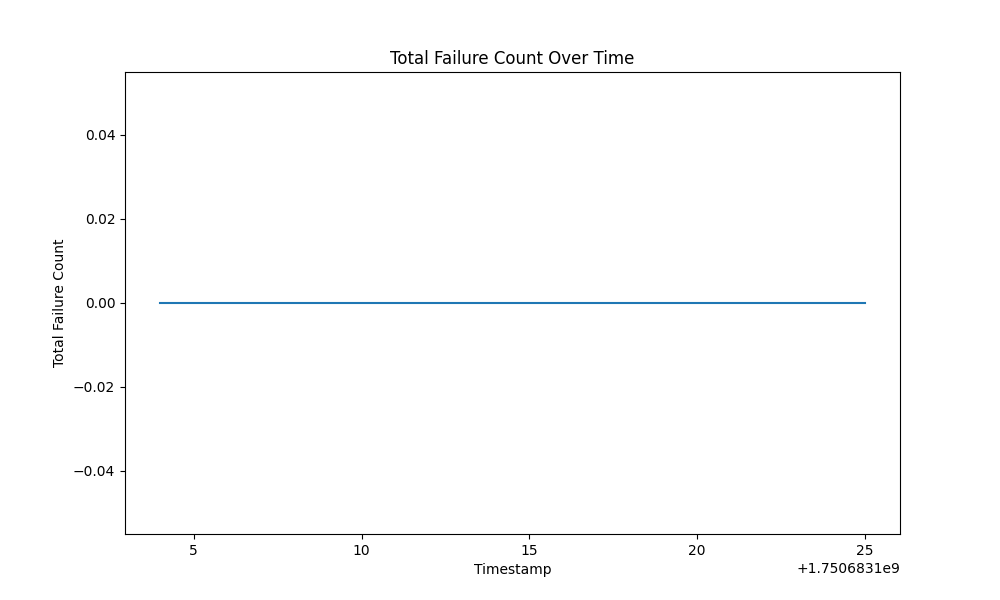 Total Failure Count Over Time
Total Failure Count
0.04
0.02
0.00
−0.02
−0.04
5 10 15 20 25
Timestamp
+1.7506831e9